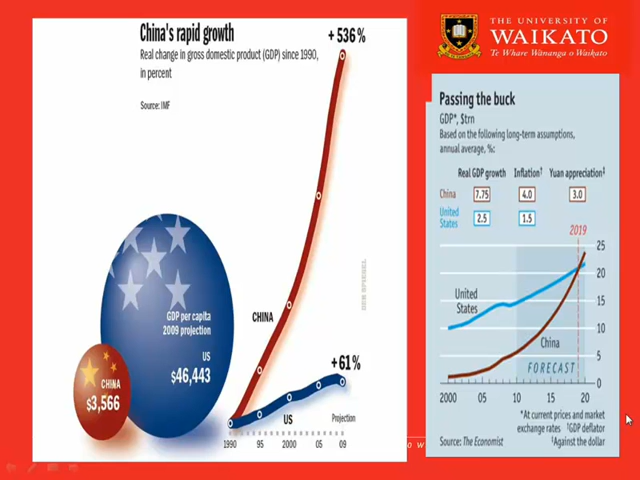 China's rapid growth
Real change in gross domestic product (GDP) since 1990,
in percent
Source: IMF
+ 536%
GDP per capita
2009 projection
US
$46,443
CHINA
$3,566
CHINA
+ 61%
US
Projection
1990 95 2000 05 09
DER SPIEGEL
THE UNIVERSITY OF
WAIKATO
Te Whare Wānanga o Waikato
Passing the buck
GDP*, $trn
Based on the following long-term assumptions,
annual average, %:
Real GDP growth Inflation† Yuan appreciation‡
China 7.75 4.0 3.0
United
States 2.5 1.5
2019
25
20
15
10
5
0
United
States
China
FORECAST
2000 05 10 15 20
*At current prices and market
exchange rates †GDP deflator
‡Against the dollar
Source: The Economist